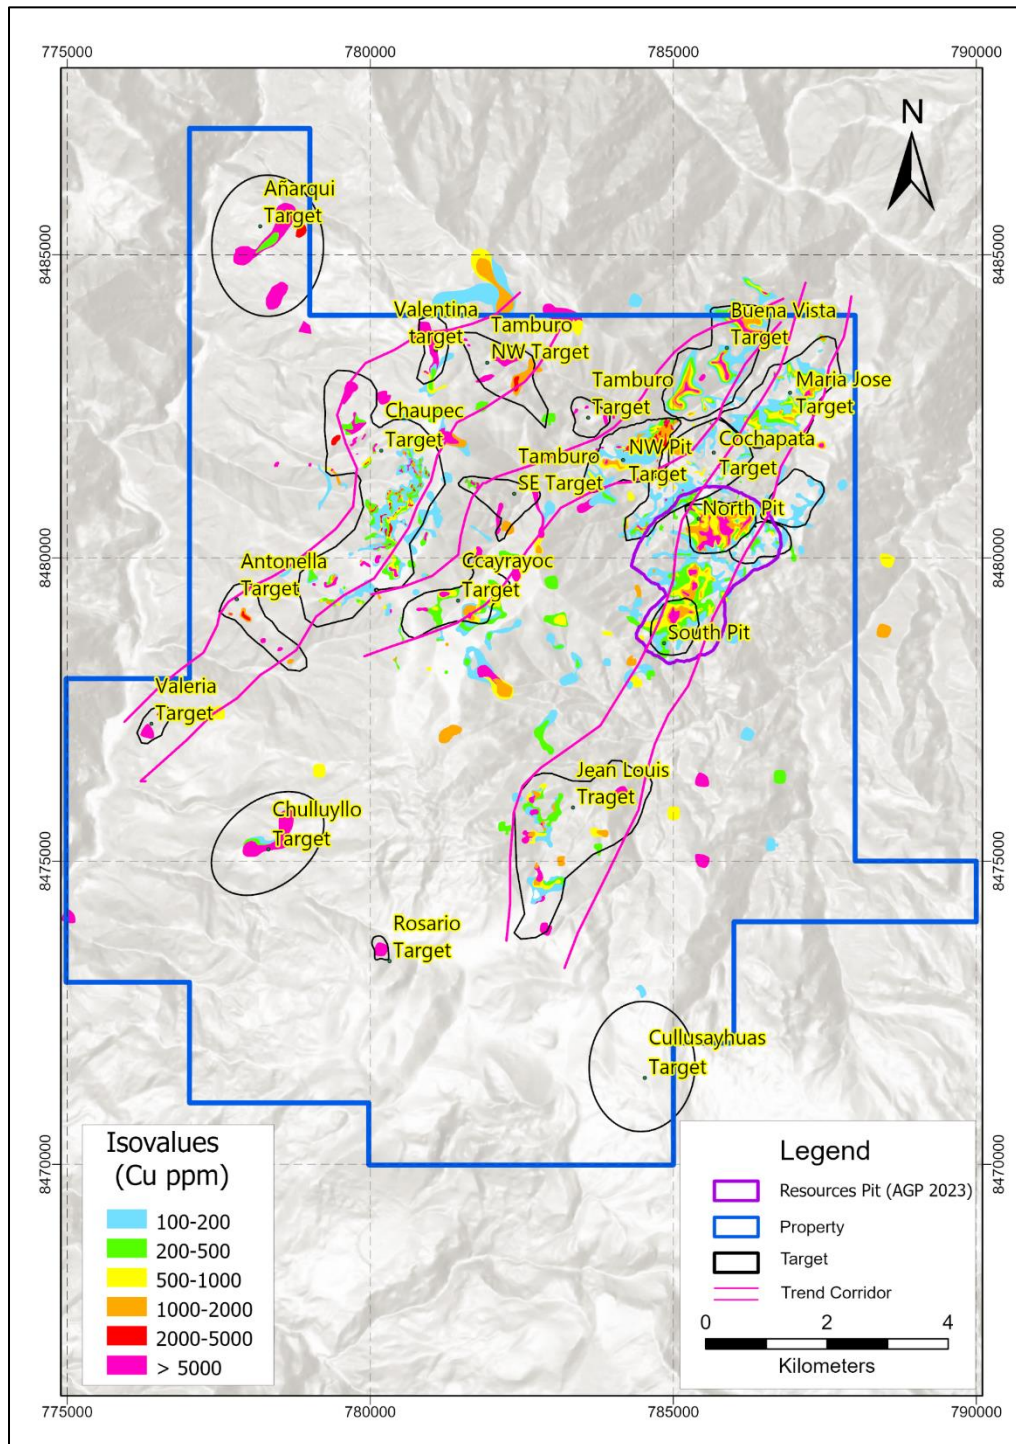 775000
780000
785000
790000
N
Añarqui
Target
8485000
8485000
Valentina
target
Tamburo
NW Target
Buena Vista
Target
Tamburo
Target
Maria Jose
Target
Chaupec
Target
NW Pit
Target
Cochapata
Target
Tamburo
SE Target
North Pit
8480000
8480000
Antonella
Target
Ccayrayoc
Target
South Pit
Valeria
Target
Jean Louis
Traget
Chulluyllo
Target
8475000
8475000
Rosario
Target
Cullusayhuas
Target
8470000
8470000
Isovalues
(Cu ppm)
100-200
200-500
500-1000
1000-2000
2000-5000
> 5000
Legend
Resources Pit (AGP 2023)
Property
Target
Trend Corridor
0
2
4
Kilometers
775000
780000
785000
790000